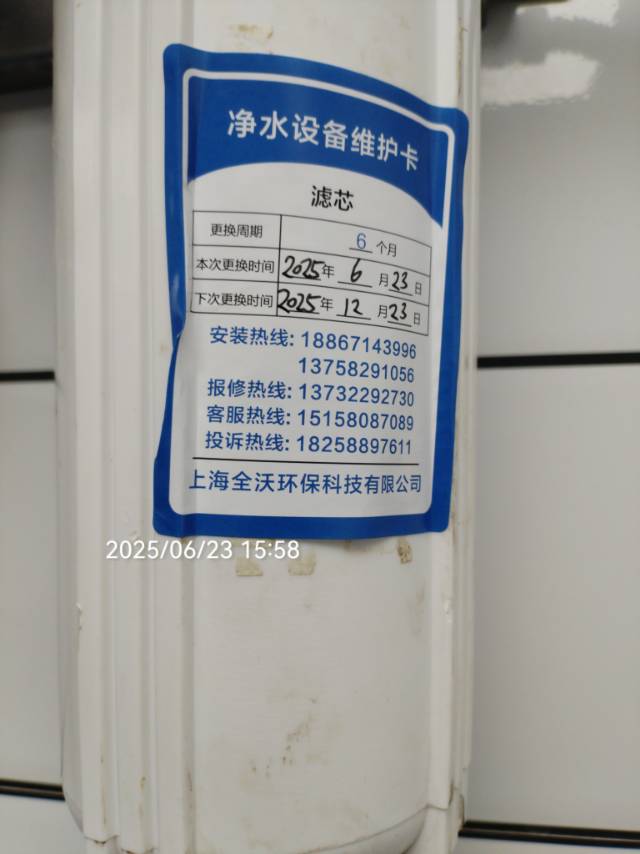 净水设备维护卡
滤芯
更换周期 6 个月
本次更换时间 2025年 6 月 23 日
下次更换时间 2025年 12 月 23 日
安装热线: 18867143996
13758291056
报修热线: 13732292730
客服热线: 15158087089
投诉热线: 18258897611
上海全沃环保科技有限公司
2025/06/23 15:58